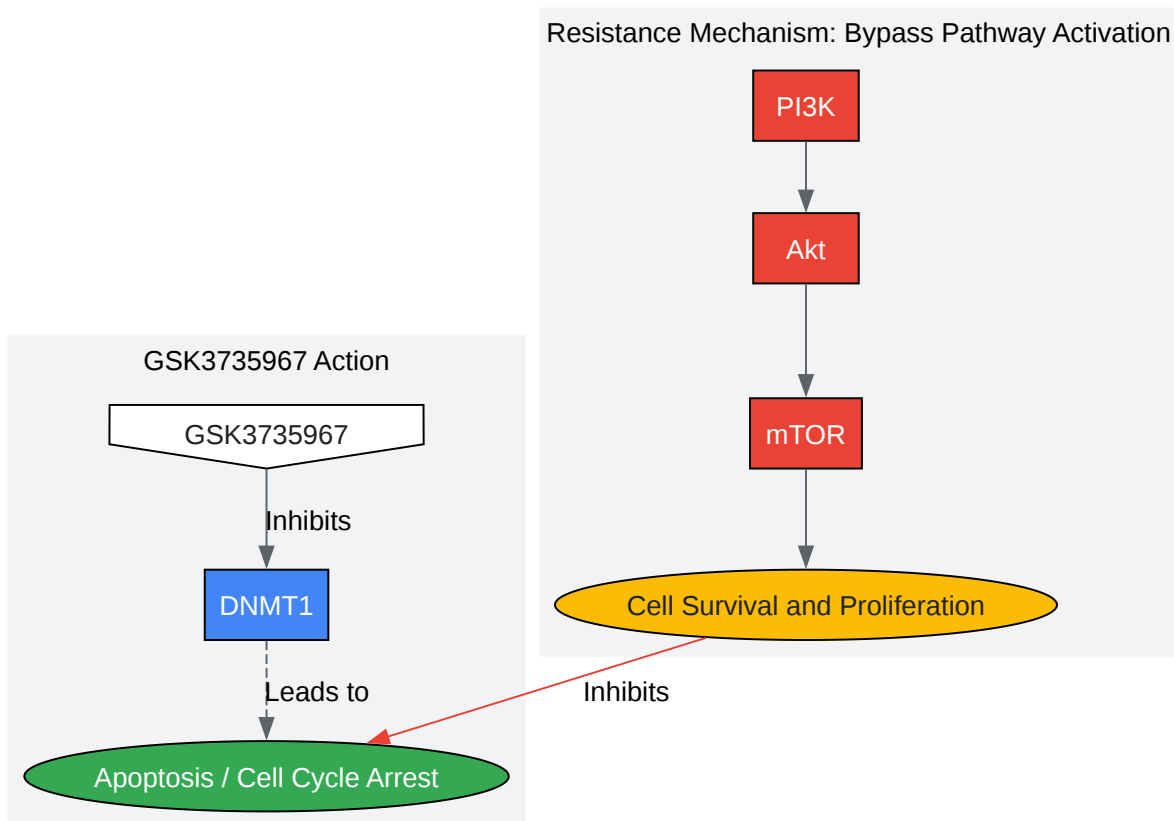 Resistance Mechanism: Bypass Pathway Activation
PI3K
Akt
mTOR
Cell Survival and Proliferation
Inhibits
GSK3735967 Action
GSK3735967
Inhibits
DNMT1
Leads to
Apoptosis / Cell Cycle Arrest